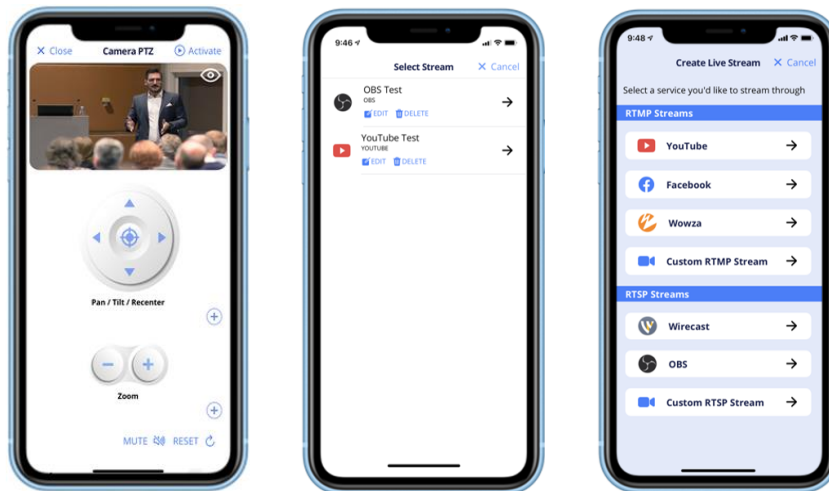 Close Camera PTZ Activate
Pan / Tilt / Recenter
Zoom
MUTE RESET
9:46
Select Stream Cancel
OBS Test
OBS
EDIT DELETE
YouTube Test
YOUTUBE
EDIT DELETE
9:48
Create Live Stream Cancel
Select a service you'd like to stream through
RTMP Streams
YouTube
Facebook
Wowza
Custom RTMP Stream
RTSP Streams
Wirecast
OBS
Custom RTSP Stream